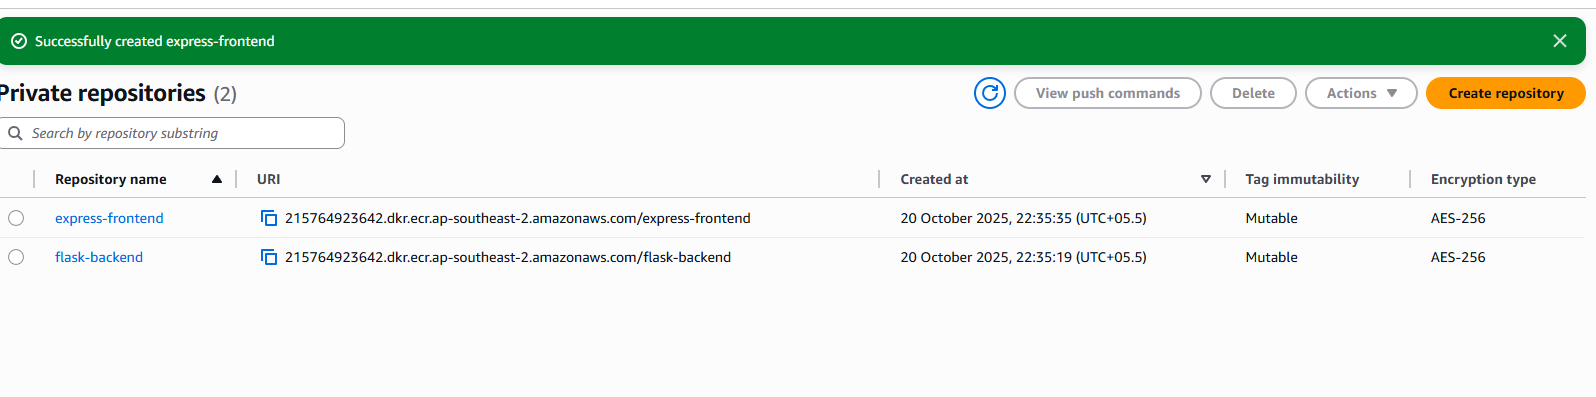 Successfully created express-frontend
Private repositories (2)
View push commands Delete Actions Create repository
Search by repository substring
Repository name URI Created at Tag immutability Encryption type
express-frontend 215764923642.dkr.ecr.ap-southeast-2.amazonaws.com/express-frontend 20 October 2025, 22:35:35 (UTC+05.5) Mutable AES-256
flask-backend 215764923642.dkr.ecr.ap-southeast-2.amazonaws.com/flask-backend 20 October 2025, 22:35:19 (UTC+05.5) Mutable AES-256